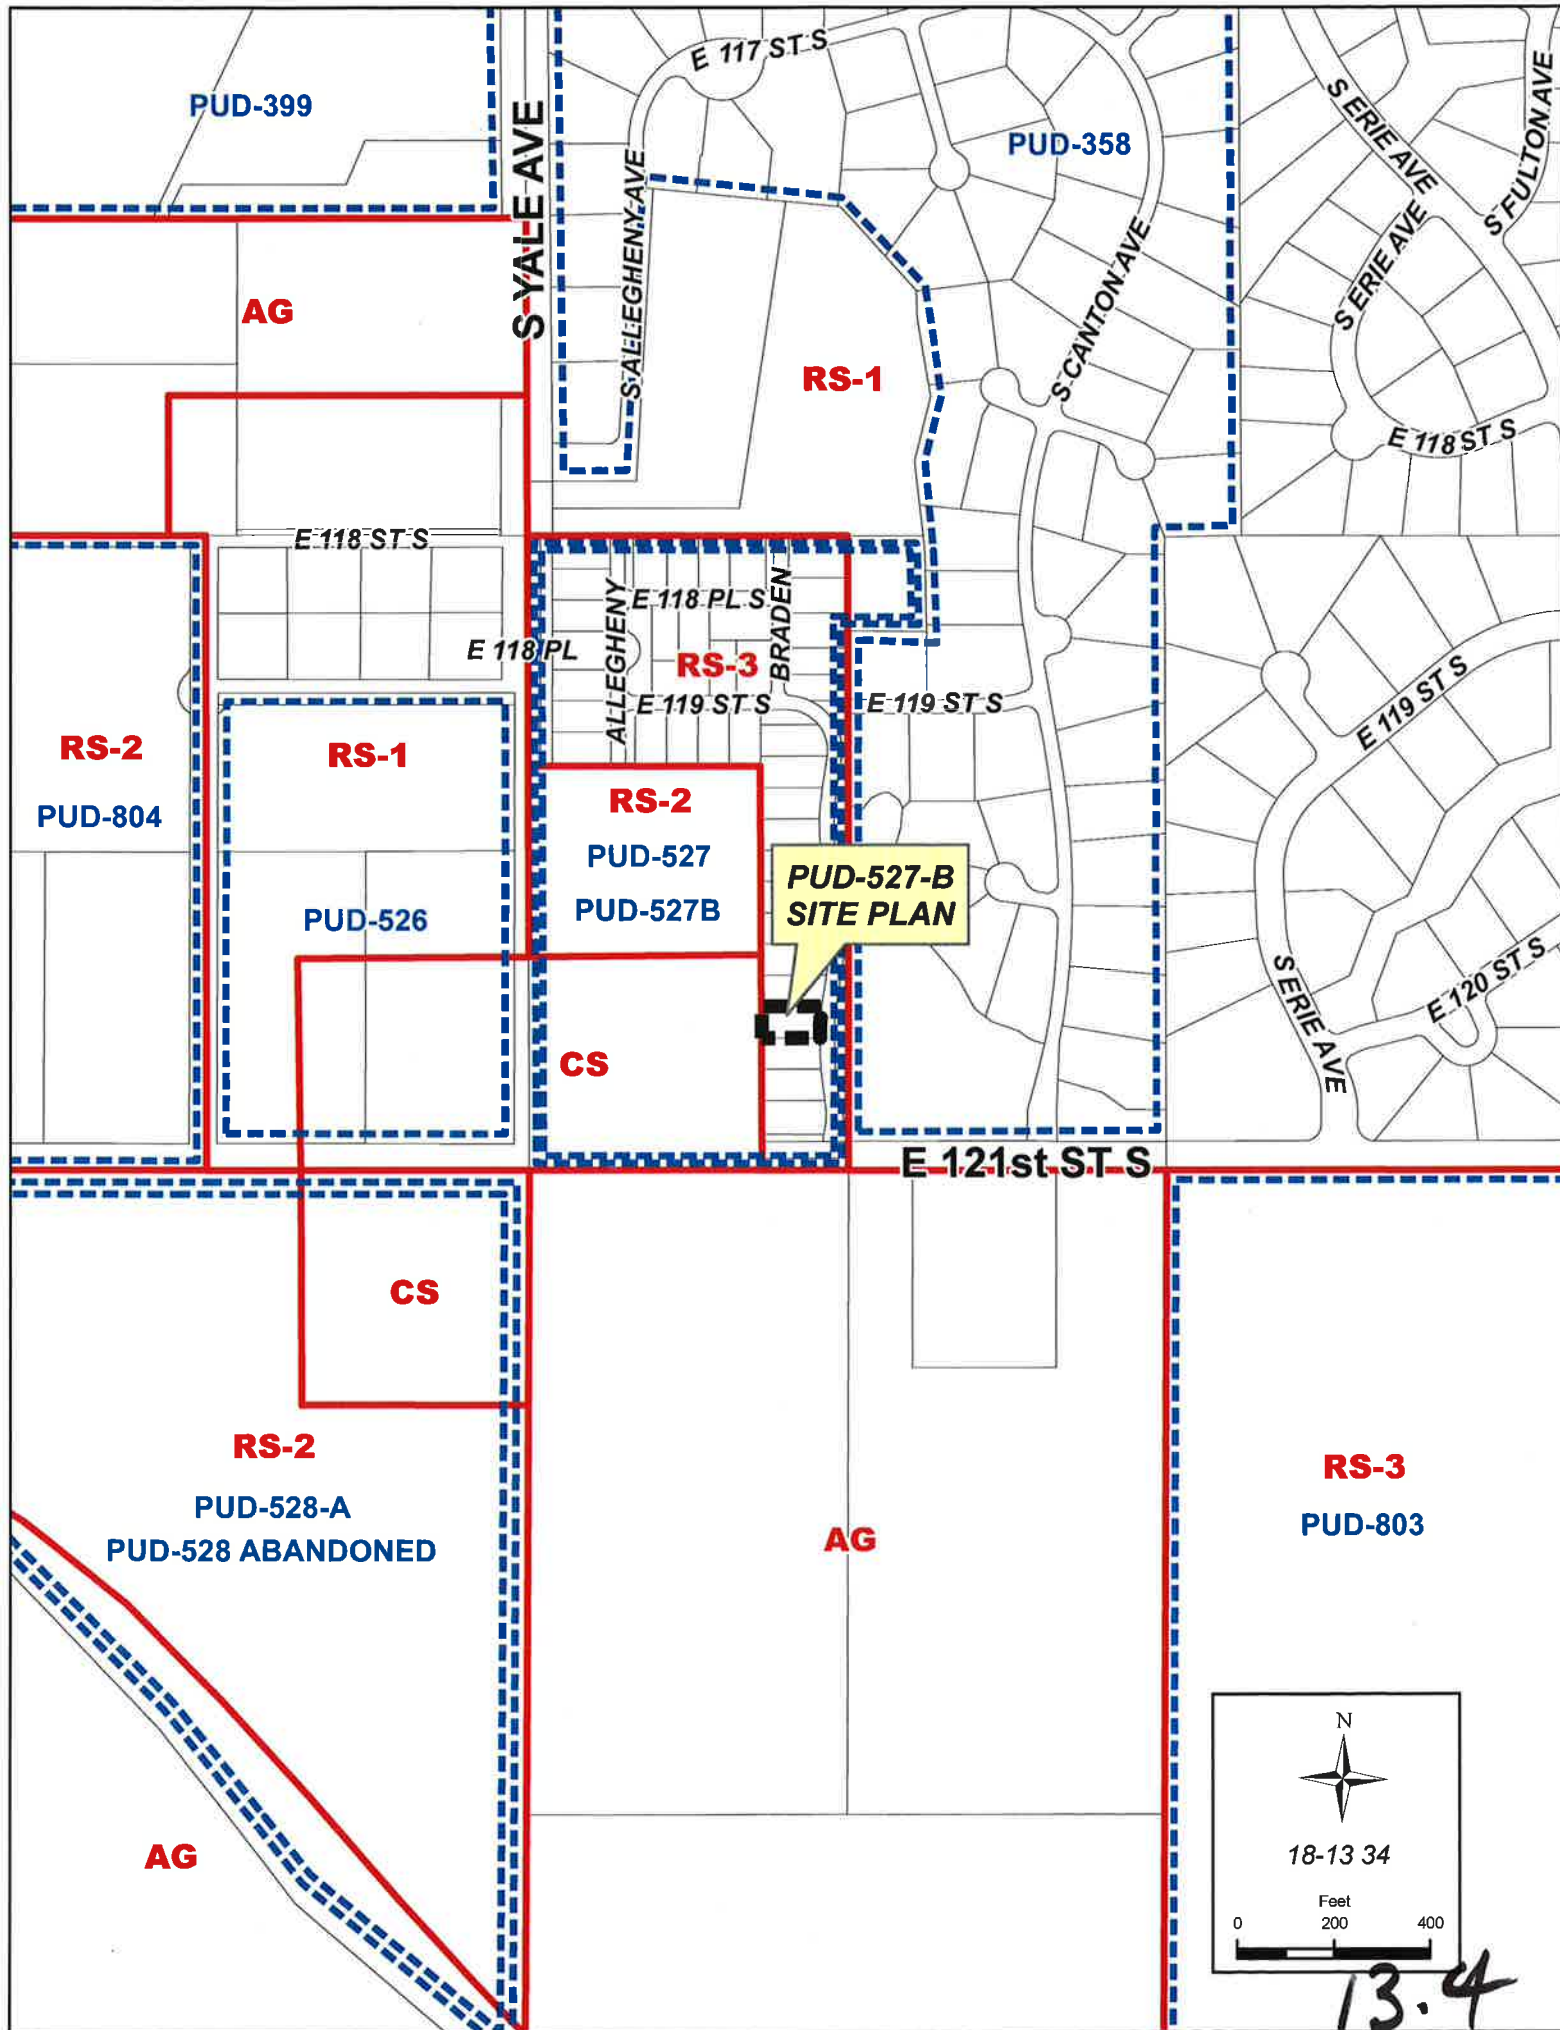 E 117 ST S
PUD-399
S YALE AVE
PUD-358
S ERIE AVE
S FULTON AVE
S ALLEGHENY AVE
S CANTON AVE
S ERIE AVE
AG
RS-1
E 118 ST S
E 118 ST S
ALLEGHENY
E 118 PL S
BRADEN
E 118 PL
RS-3
E 119 ST S
E 119 ST S
E 119 ST S
RS-2
PUD-804
RS-1
RS-2
PUD-527
PUD-527B
PUD-527-B
SITE PLAN
PUD-526
S ERIE AVE
E 120 ST S
CS
E 121st ST S
CS
RS-2
PUD-528-A
PUD-528 ABANDONED
AG
RS-3
PUD-803
AG
N
18-13 34
Feet
0 200 400
13.4